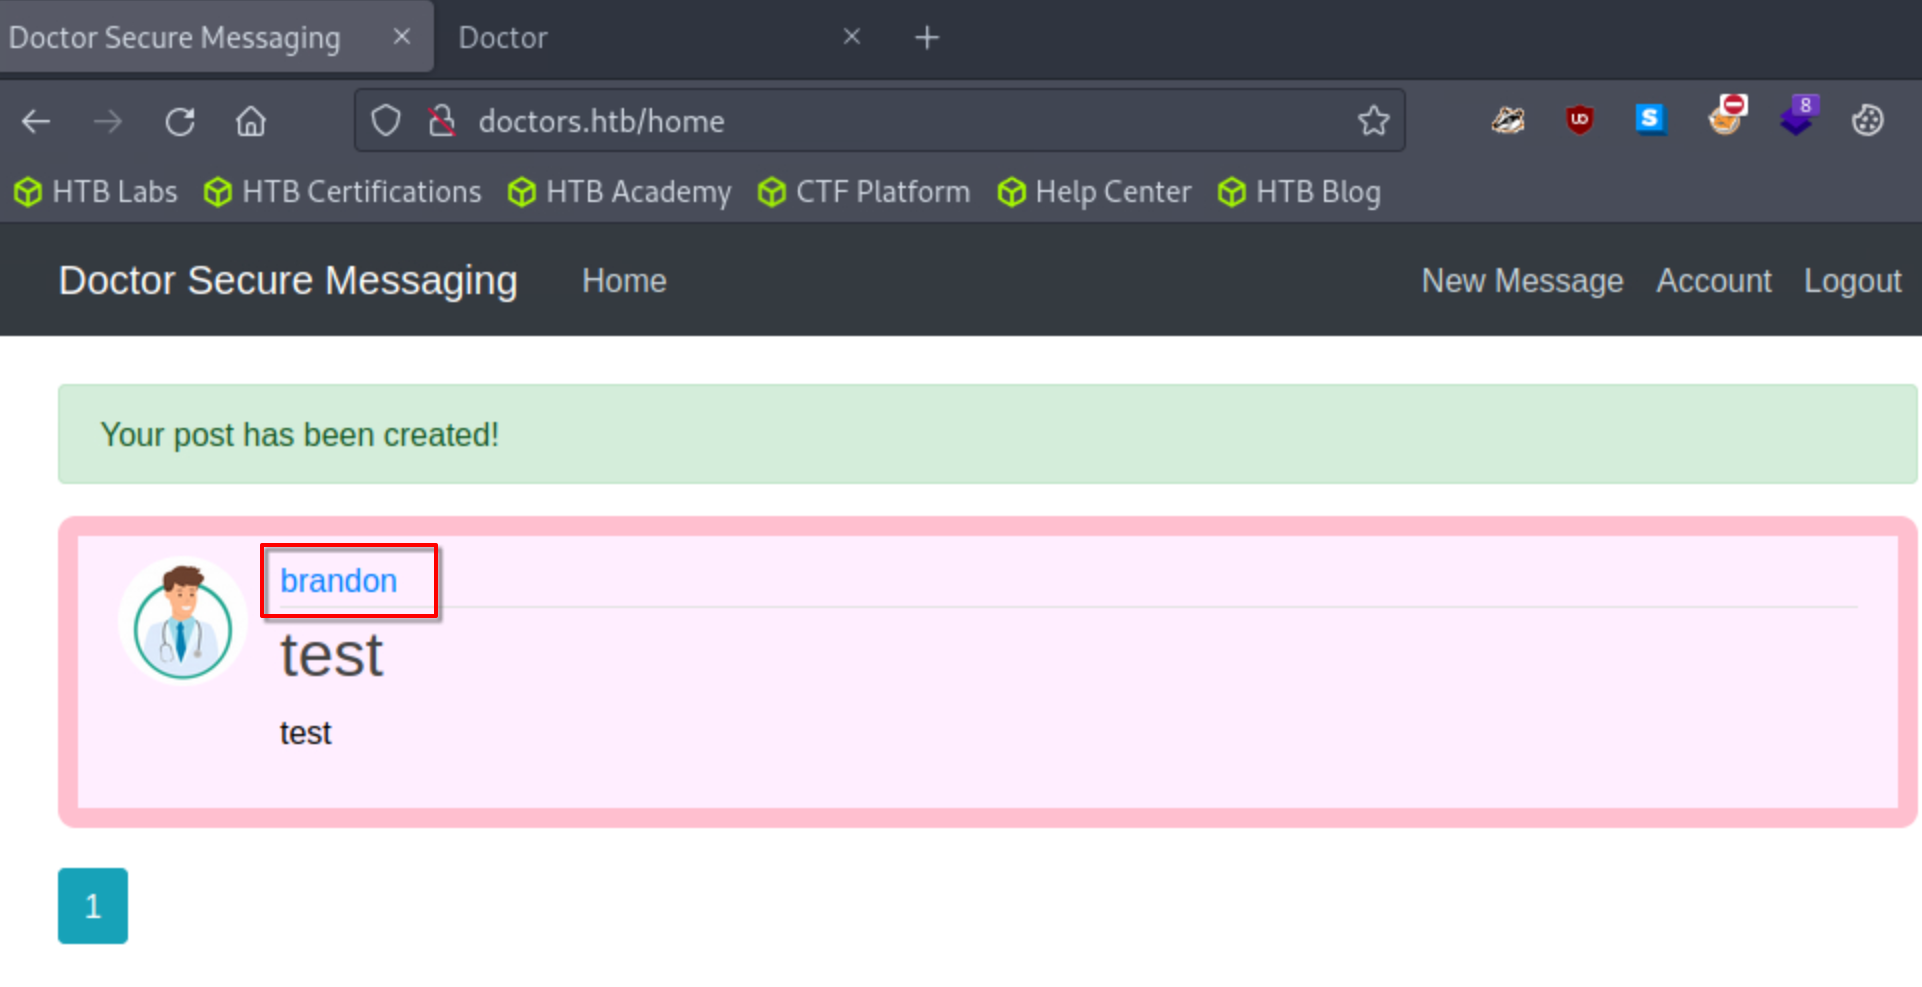 Doctor Secure Messaging Doctor
doctors.htb/home 8
HTB Labs HTB Certifications HTB Academy CTF Platform Help Center HTB Blog
Doctor Secure Messaging Home New Message Account Logout
Your post has been created!
brandon
test
test
1